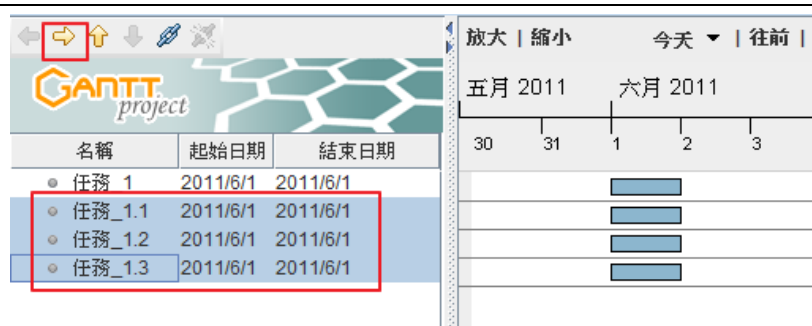 放大 | 縮小 今天 ▼ | 往前 |
GANTT
project
五月 2011 六月 2011
名稱 起始日期 結束日期
30 31 1 2 3
任務_1 2011/6/1 2011/6/1
任務_1.1 2011/6/1 2011/6/1
任務_1.2 2011/6/1 2011/6/1
任務_1.3 2011/6/1 2011/6/1